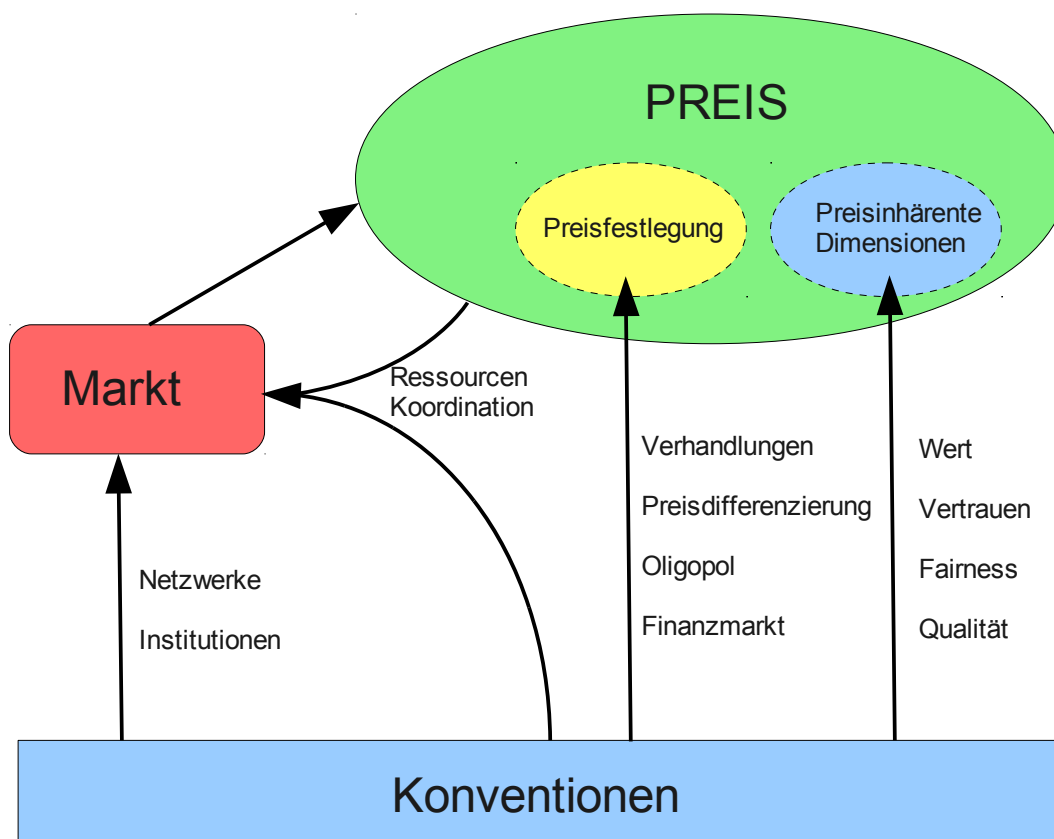 PREIS
Preisfestlegung
Preisinhärente
Dimensionen
Markt
Ressourcen
Koordination
Verhandlungen
Preisdifferenzierung
Oligopol
Finanzmarkt
Wert
Vertrauen
Fairness
Qualität
Netzwerke
Institutionen
Konventionen